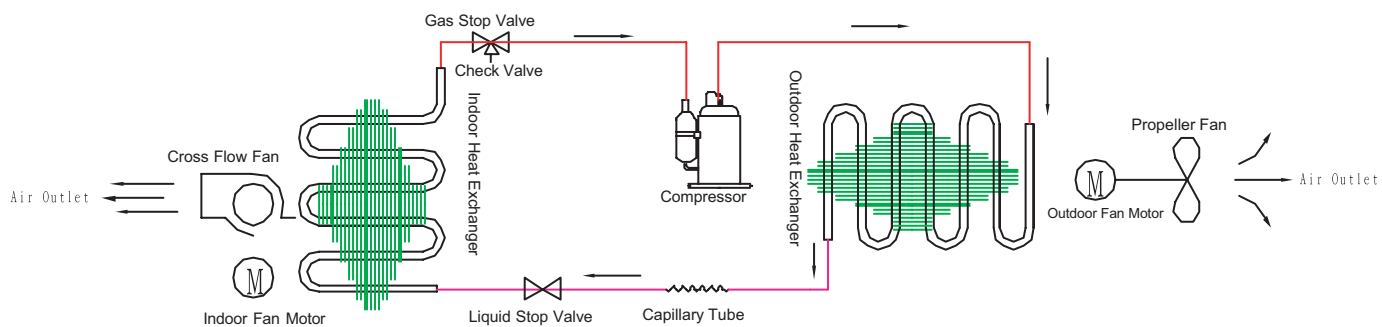 Gas Stop Valve
Check Valve
Indoor Heat Exchanger
Outdoor Heat Exchanger
Propeller Fan
Cross Flow Fan
M
Air Outlet
Air Outlet
Compressor
Outdoor Fan Motor
M
Indoor Fan Motor
Liquid Stop Valve
Capillary Tube